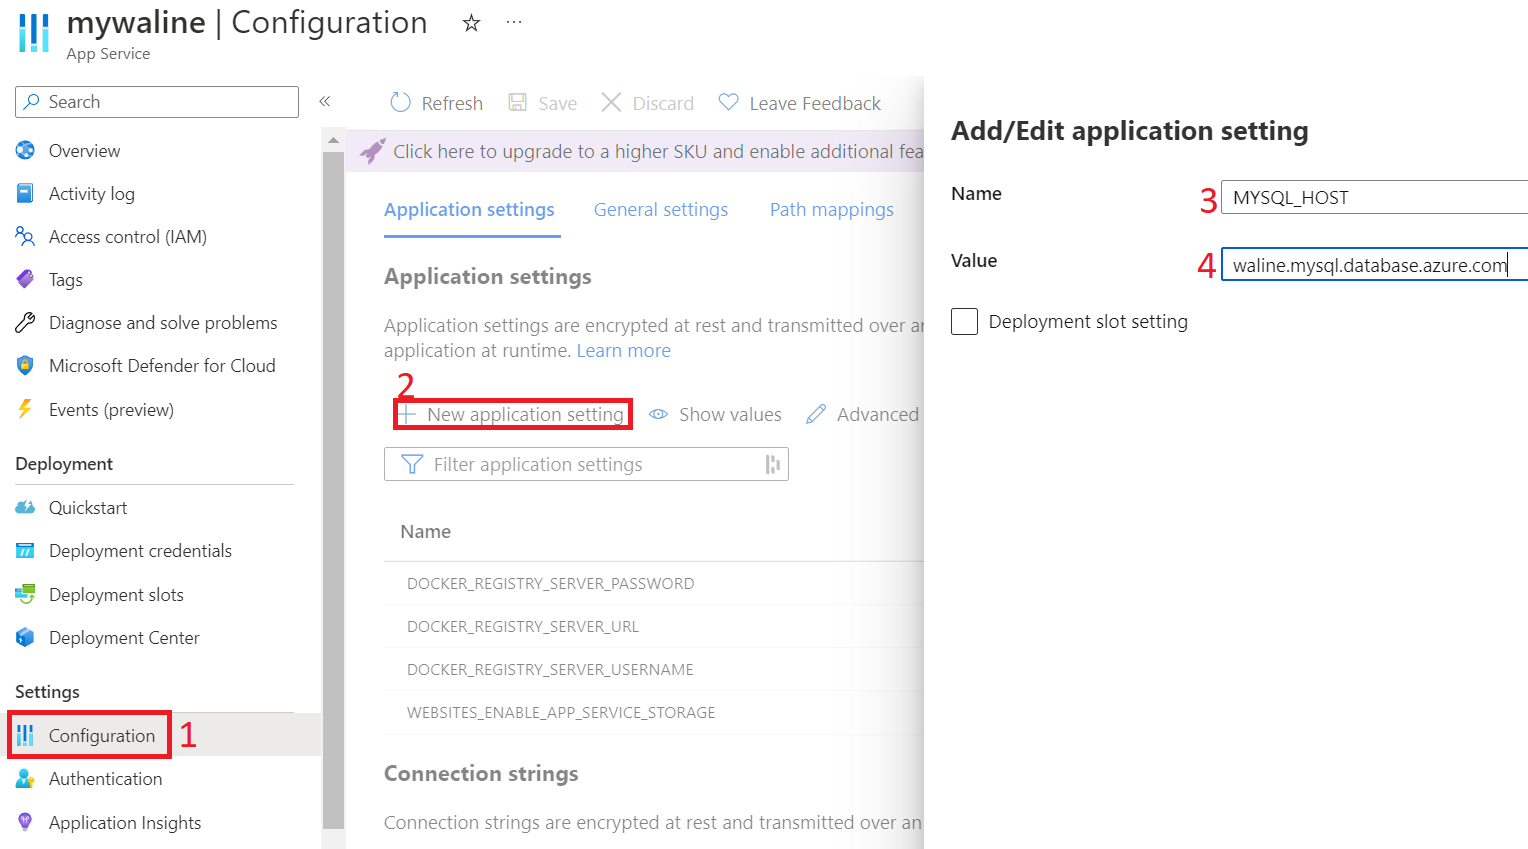 mywaline | Configuration
App Service
Search
Overview
Activity log
Access control (IAM)
Tags
Diagnose and solve problems
Microsoft Defender for Cloud
Events (preview)
Deployment
Quickstart
Deployment credentials
Deployment slots
Deployment Center
Settings
Configuration
1
Authentication
Application Insights
Refresh
Save
Discard
Leave Feedback
Click here to upgrade to a higher SKU and enable additional fea
Application settings
General settings
Path mappings
Application settings
Application settings are encrypted at rest and transmitted over an
application at runtime. Learn more
2
New application setting
Show values
Advanced
Filter application settings
Name
DOCKER_REGISTRY_SERVER_PASSWORD
DOCKER_REGISTRY_SERVER_URL
DOCKER_REGISTRY_SERVER_USERNAME
WEBSITES_ENABLE_APP_SERVICE_STORAGE
Connection strings
Connection strings are encrypted at rest and transmitted over an
Add/Edit application setting
Name
3
MYSQL_HOST
Value
4
waline.mysql.database.azure.com
Deployment slot setting